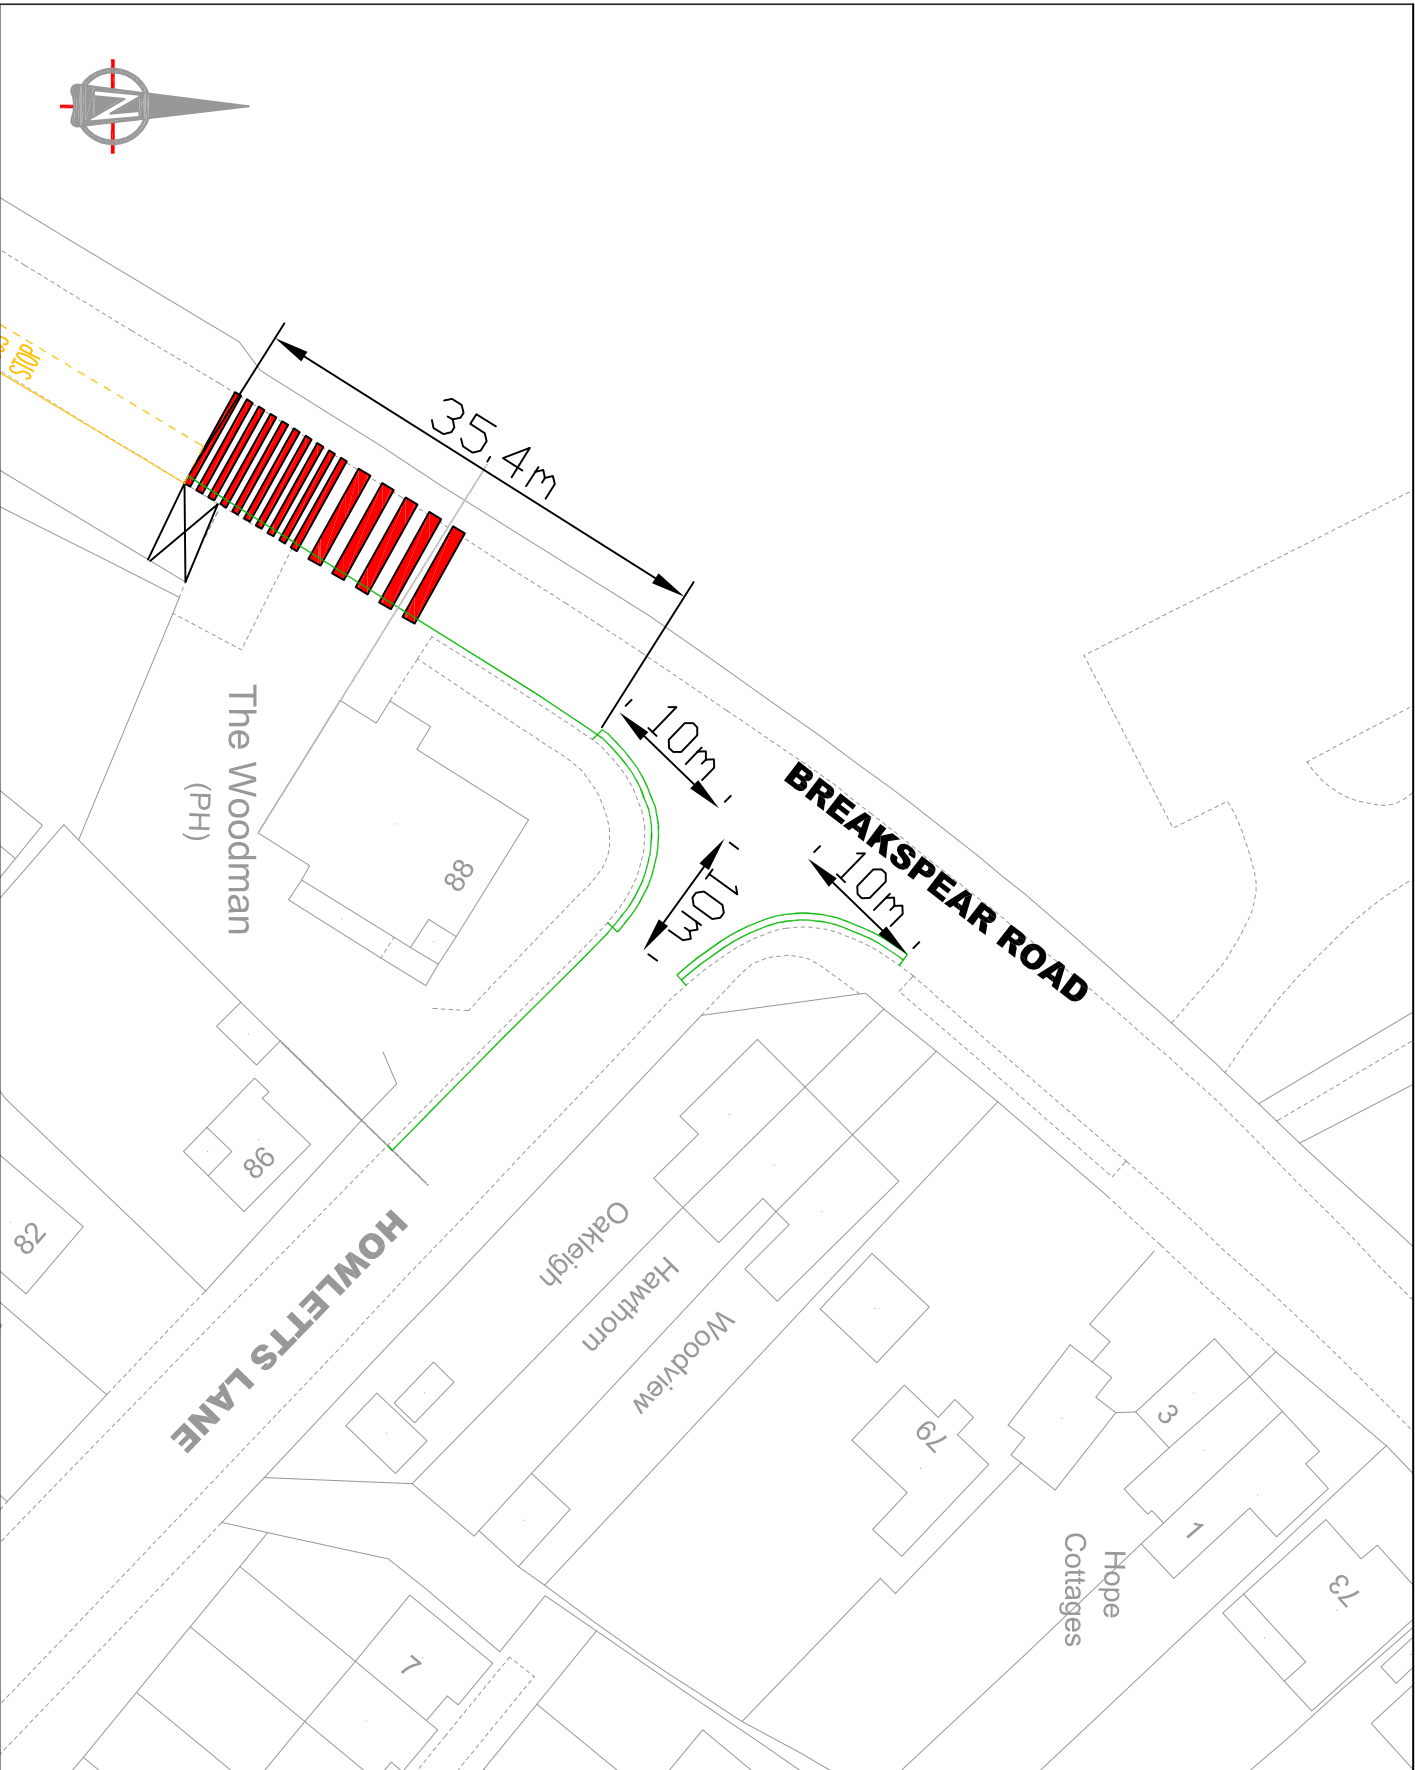 N
STOP
35,4m
10m
10m
10m
BREAKSPEAR ROAD
The Woodman
(PH)
88
86
82
HOWLETTS LANE
Oakleigh
Hawthorn
Woodview
79
3
1
Hope
Cottages
73
7